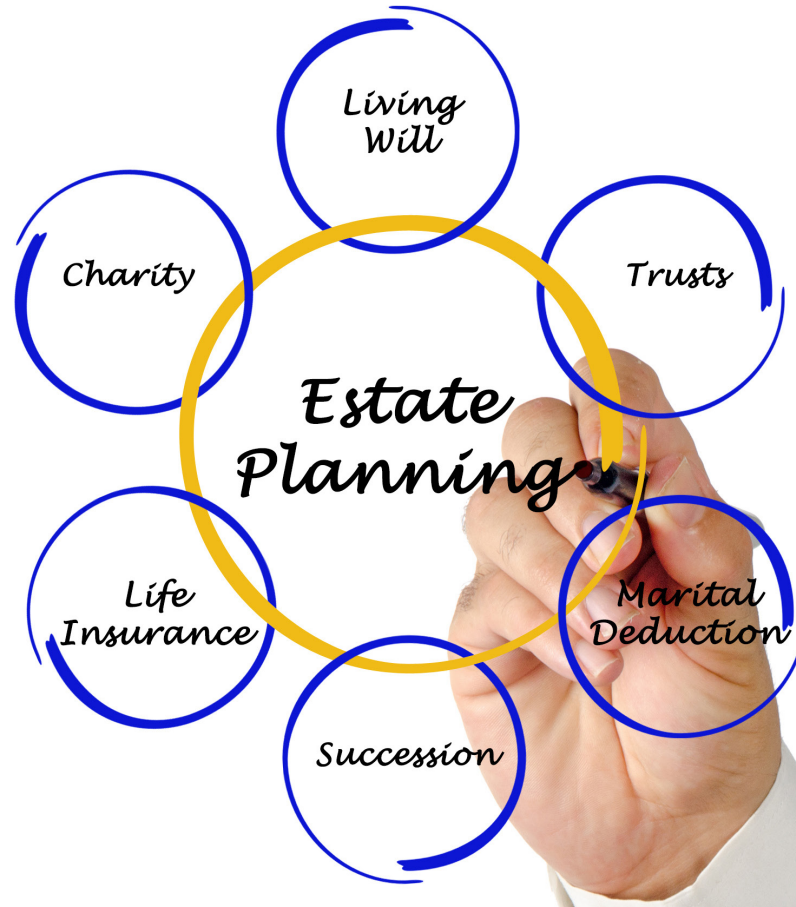 Living
Will
Charity
Trusts
Estate
Planning
Life
Insurance
Marital
Deduction
Succession